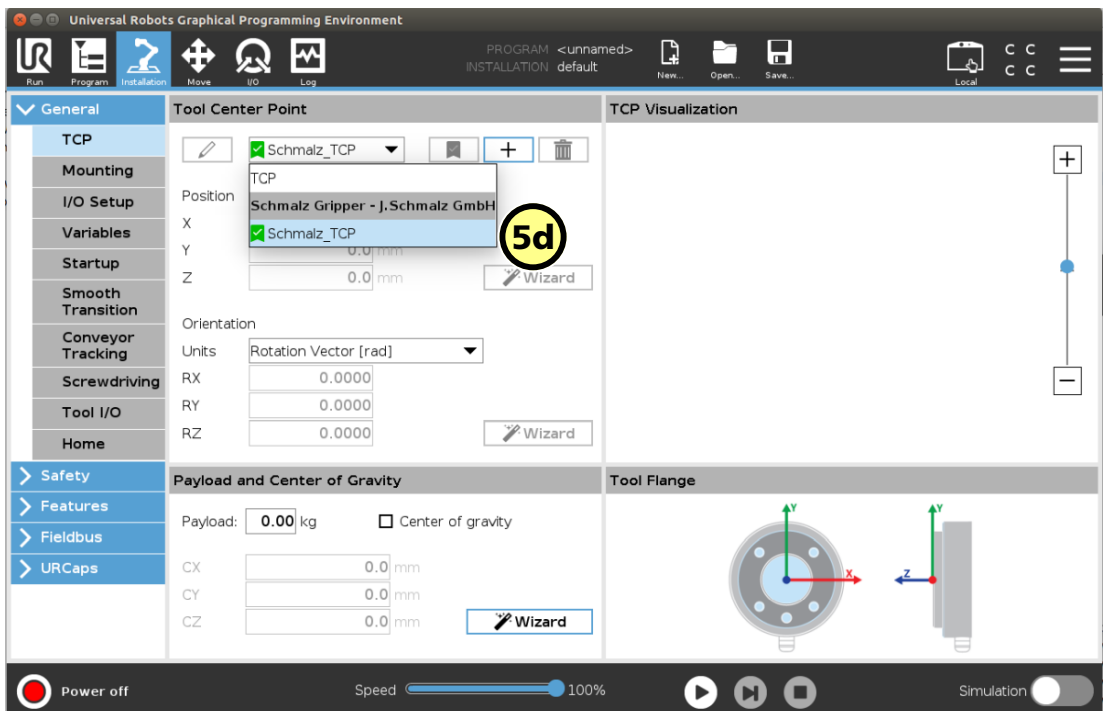 Universal Robots Graphical Programming Environment
UR
Run
Program
Installation
Move
I/O
Log
PROGRAM <unnamed>
INSTALLATION default
New...
Open...
Save...
Local
C C
C C
General
TCP
Mounting
I/O Setup
Variables
Startup
Smooth
Transition
Conveyor
Tracking
Screwdriving
Tool I/O
Home
Safety
Features
Fieldbus
URCaps
Tool Center Point
Schmalz_TCP
TCP
Schmalz Gripper - J.Schmalz GmbH
Schmalz_TCP
5d
Position
X
Y 0.0 mm
Z 0.0 mm
Wizard
Orientation
Units Rotation Vector [rad]
RX 0.0000
RY 0.0000
RZ 0.0000
Wizard
Payload and Center of Gravity
Payload: 0.00 kg
Center of gravity
CX 0.0 mm
CY 0.0 mm
CZ 0.0 mm
Wizard
TCP Visualization
+
−
Tool Flange
Y
X
Y
Z
Power off
Speed 100%
Simulation